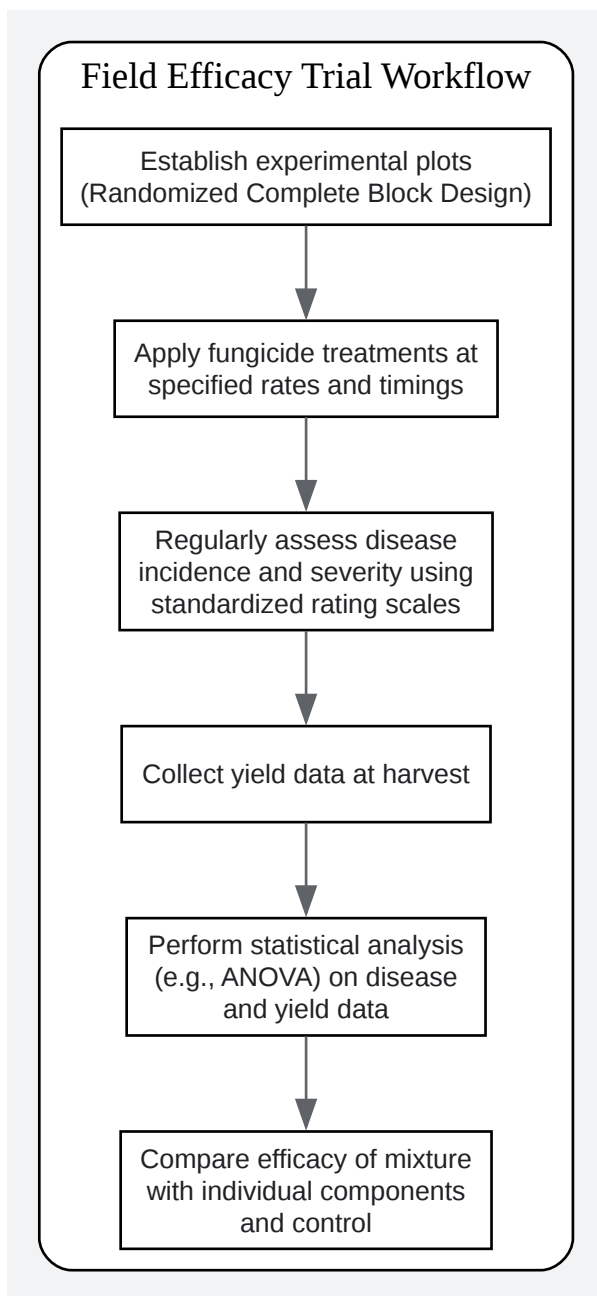 Field Efficacy Trial Workflow
Establish experimental plots
(Randomized Complete Block Design)
Apply fungicide treatments at
specified rates and timings
Regularly assess disease
incidence and severity using
standardized rating scales
Collect yield data at harvest
Perform statistical analysis
(e.g., ANOVA) on disease
and yield data
Compare efficacy of mixture
with individual components
and control